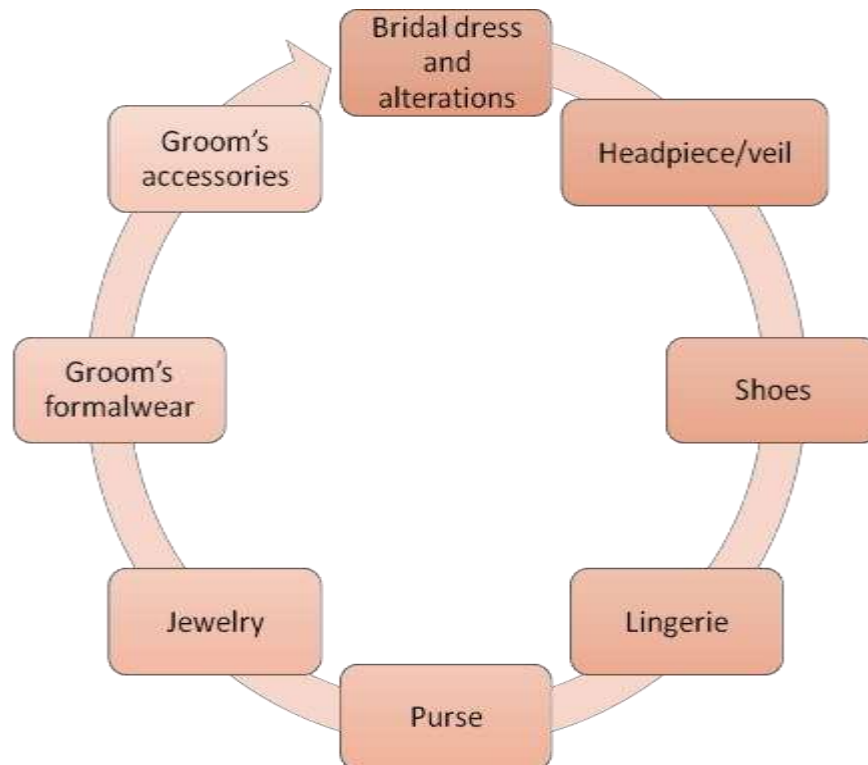 Bridal dress
and
alterations
Headpiece/veil
Shoes
Lingerie
Purse
Jewelry
Groom’s
formalwear
Groom’s
accessories